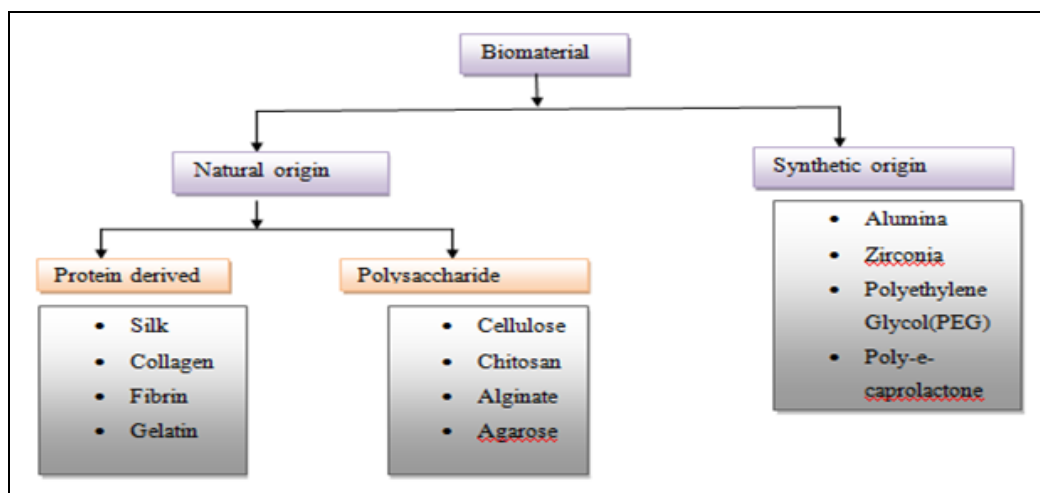 Biomaterial
Natural origin
Synthetic origin
Protein derived
• Silk
• Collagen
• Fibrin
• Gelatin
Polysaccharide
• Cellulose
• Chitosan
• Alginate
• Agarose
• Alumina
• Zirconia
• Polyethylene
Glycol(PEG)
• Poly-e-
caprolactone